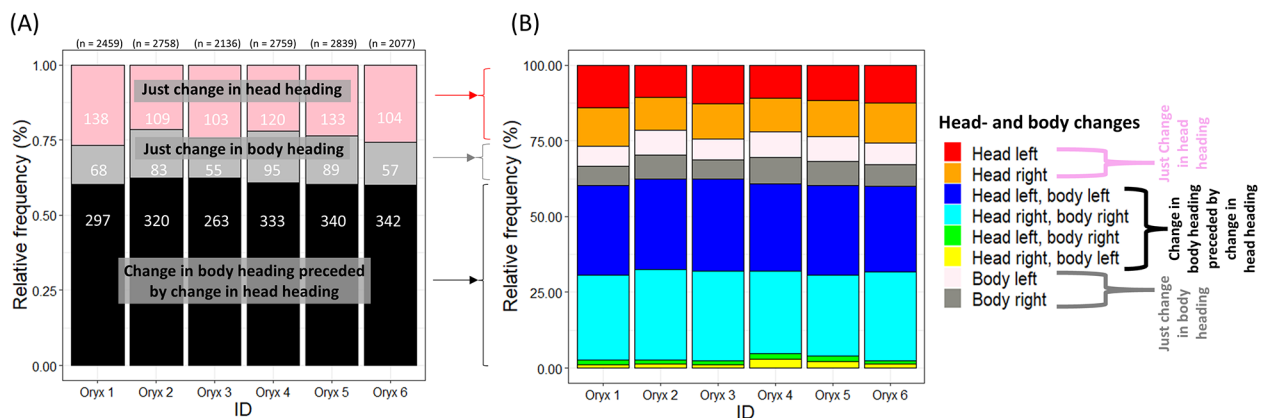 (A)
(n = 2459) (n = 2758) (n = 2136) (n = 2759) (n = 2839) (n = 2077)
Relative frequency (%)
1.00
0.75
0.50
0.25
0.00
Just change in head heading
138 109 103 120 133 104
Just change in body heading
68 83 55 95 89 57
297 320 263 333 340 342
Change in body heading preceded
by change in head heading
Oryx 1 Oryx 2 Oryx 3 Oryx 4 Oryx 5 Oryx 6
ID
(B)
Relative frequency (%)
100.00
75.00
50.00
25.00
0.00
Oryx 1 Oryx 2 Oryx 3 Oryx 4 Oryx 5 Oryx 6
ID
Head- and body changes
Head left
Head right
Head left, body left
Head right, body right
Head left, body right
Head right, body left
Body left
Body right
Just Change
in head
heading
Change in
body heading
preceded by
change in
head heading
Just change
in body
heading